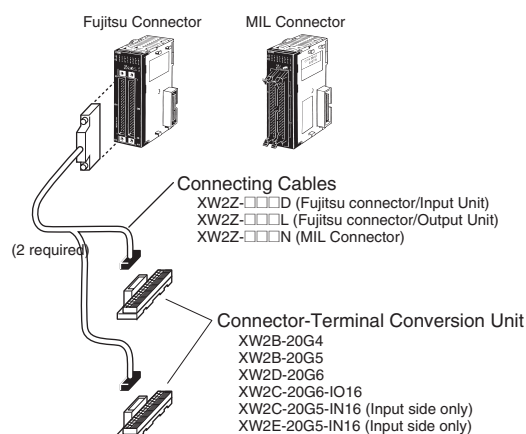 Fujitsu Connector
MIL Connector
Connecting Cables
XW2Z-□□□D (Fujitsu connector/Input Unit)
XW2Z-□□□L (Fujitsu connector/Output Unit)
XW2Z-□□□N (MIL Connector)
(2 required)
Connector-Terminal Conversion Unit
XW2B-20G4
XW2B-20G5
XW2D-20G6
XW2C-20G6-IO16
XW2C-20G5-IN16 (Input side only)
XW2E-20G5-IN16 (Input side only)